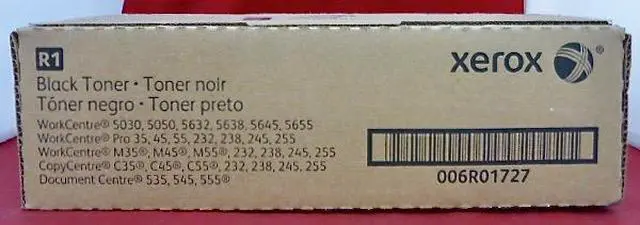 R1
xerox ®
Black Toner • Toner noir
Tóner negro • Toner preto
WorkCentre® 5030, 5050, 5632, 5638, 5645, 5655
WorkCentre® Pro 35, 45, 55, 232, 238, 245, 255
WorkCentre® M35®, M45®, M55®, 232, 238, 245, 255
CopyCentre® C35®, C45®, C55®, 232, 238, 245, 255
Document Centre® 535, 545, 555®
006R01727